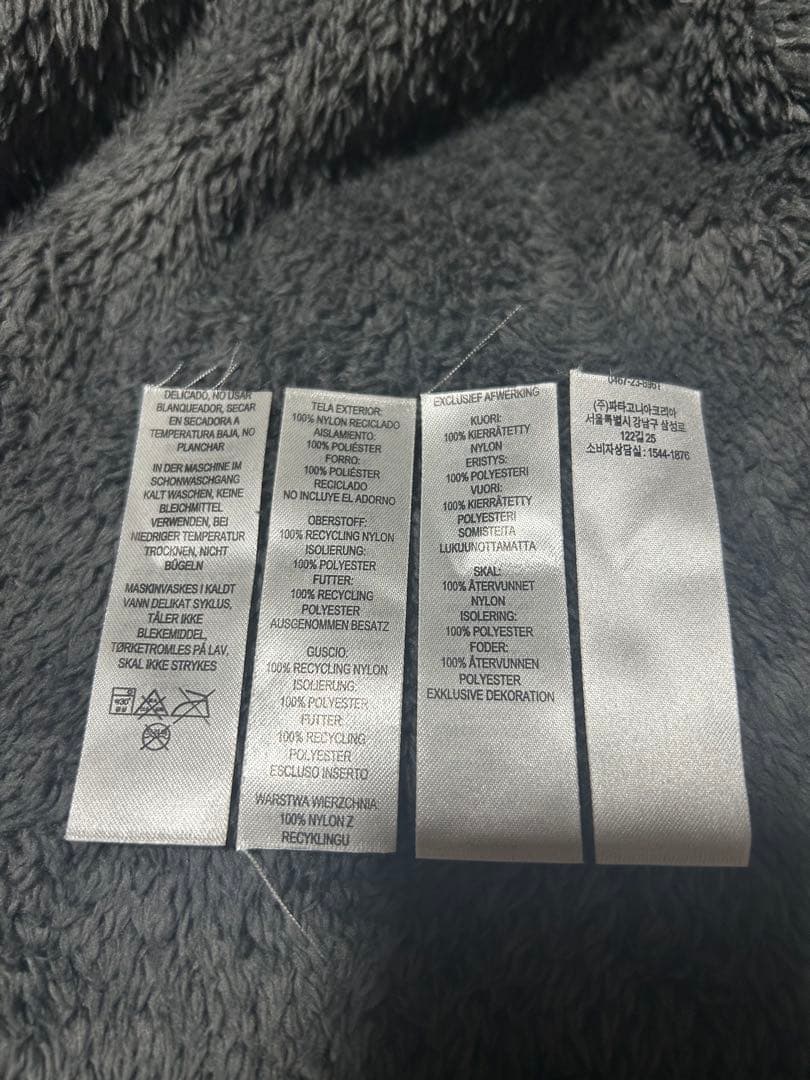 DELICADO, NO USAR
BLANQUEADOR, SECAR
EN SECADORA A
TEMPERATURA BAJA, NO
PLANCHAR
IN DER MASCHINE IM
SCHONWASCHGANG
KALT WASCHEN, KEINE
BLEICHMITTEL
VERWENDEN, BEI
NIEDRIGER TEMPERATUR
TROCKNEN, NICHT
BÜGELN
MASKINVASKES I KALDT
VANN DELIKAT SYKLUS,
TÅLER IKKE
BLEKEMIDDEL,
TØRKETROMLES PÅ LAV,
SKAL IKKE STRYKES
TELA EXTERIOR:
100% NYLON RECICLADO
AISLAMIENTO:
100% POLIÉSTER
FORRO:
100% POLIÉSTER
RECICLADO
NO INCLUYE EL ADORNO
OBERSTOFF:
100% RECYCLING NYLON
ISOLIERUNG:
100% POLYESTER
FUTTER:
100% RECYCLING
POLYESTER
AUSGENOMMEN BESATZ
GUSCIO:
100% RECYCLING NYLON
ISOLIERUNG:
100% POLYESTER
FUTTER:
100% RECYCLING
POLYESTER
ESCLUSO INSERTO
WARSTWA WIERZCHNIA:
100% NYLON Z
RECYKLINGU
EXCLUSIEF AFWERKING
KUORI:
100% KIERRÄTETTY
NYLON
ERISTYS:
100% POLYESTERI
VUORI:
100% KIERRÄTETTY
POLYESTERI
SOMISTEITA
LUKUUNOTTAMATTA
SKAL:
100% ÅTERVUNNET
NYLON
ISOLERING:
100% POLYESTER
FODER:
100% ÅTERVUNNEN
POLYESTER
EXKLUSIVE DEKORATION
0467-23-8961
(주)파타고니아코리아
서울특별시 강남구 삼성로
122길 25
소비자상담실 : 1544-1876